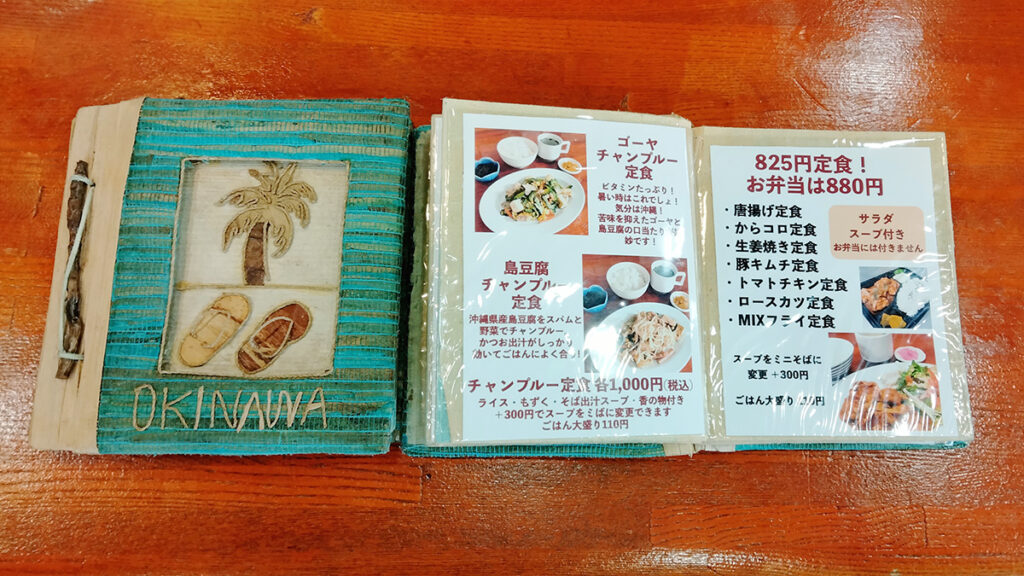 OKINAWA
ゴーヤ
チャンプルー
定食
ビタミンたっぷり！
暑い時はこれでしょ！
気分は沖縄！
苦味を抑えたゴーヤと
島豆腐の口当たり
妙です！
島豆腐
チャンプルー
定食
沖縄県産島豆腐をスパムと
野菜でチャンプルー
かつお出汁がしっかり
効いてごはんによく合
チャンプルー定食 各1,000円(税込)
ライス・もずく・そば出汁スープ・香の物付き
＋300円でスープをミばに変更できます
ごはん大盛り110円
825円定食！
お弁当は880円
・唐揚げ定食
・からコロ定食
・生姜焼き定食
・豚キムチ定食
・トマトチキン定食
・ロースカツ定食
・MIXフライ定食
サラダ
スープ付き
お弁当には付きません
スープをミニそばに
変更 +300円
ごはん大盛り